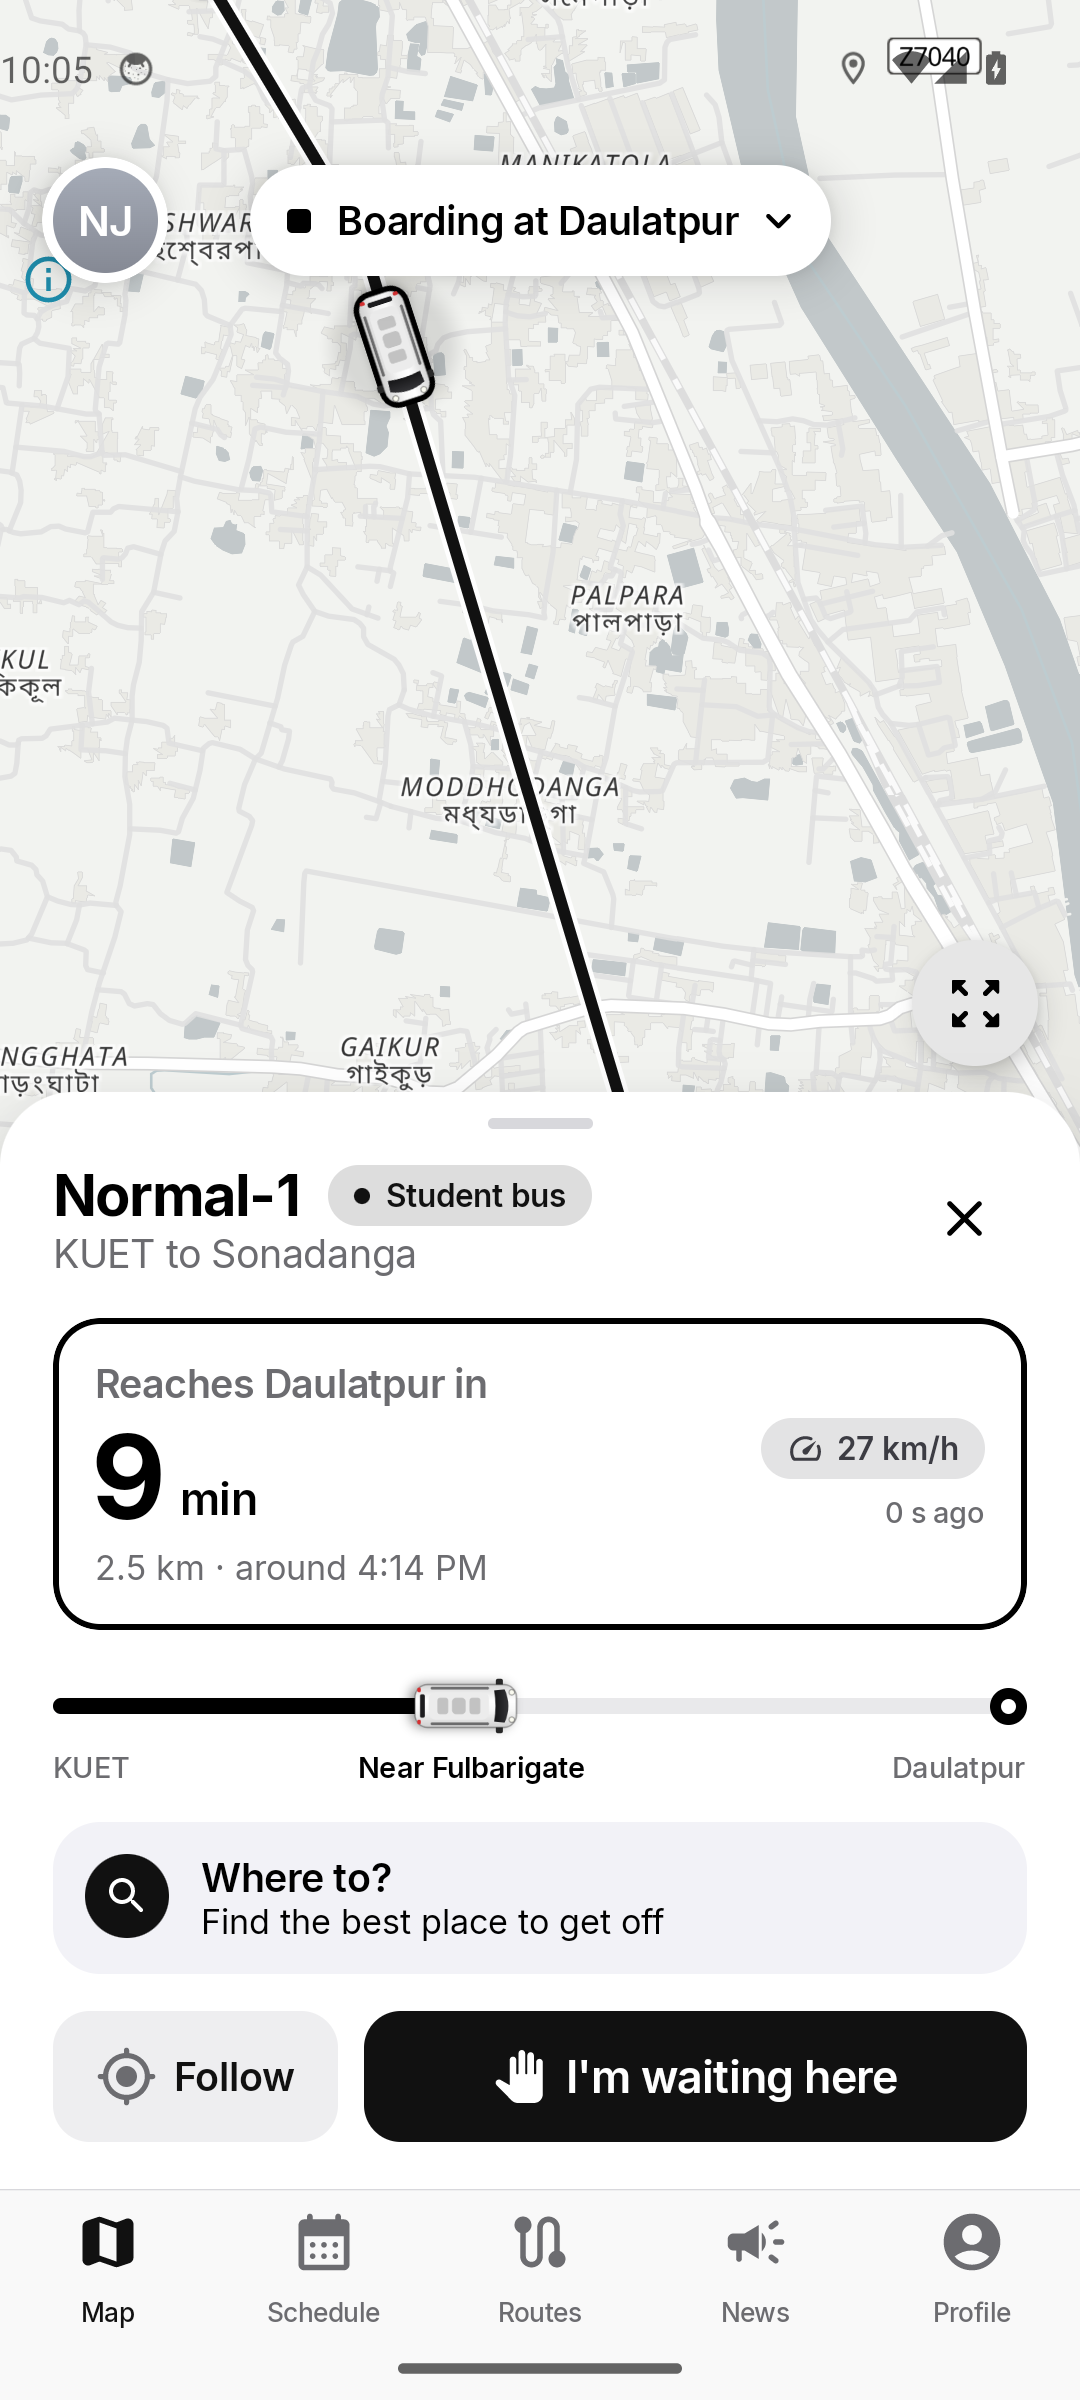 10:05
Z7040
MANIKATOLA
NJ
Boarding at Daulatpur
PALPARA
পালপাড়া
KUL
MODDHODANGA
GAIKUR
গাইকুড়
NGGHATA
Normal-1
Student bus
KUET to Sonadanga
Reaches Daulatpur in
9 min
27 km/h
0 s ago
2.5 km · around 4:14 PM
KUET
Near Fulbarigate
Daulatpur
Where to?
Find the best place to get off
Follow
I'm waiting here
Map
Schedule
Routes
News
Profile